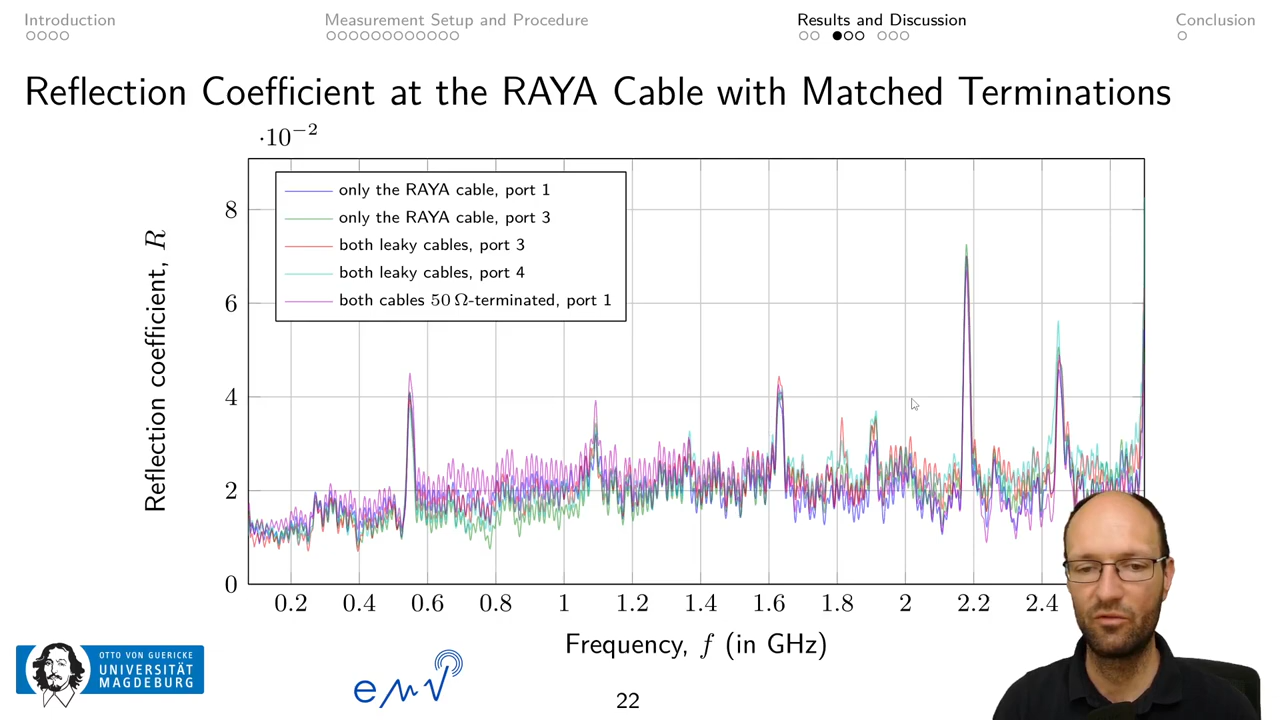 Introduction Measurement Setup and Procedure Results and Discussion Conclusion
Reflection Coefficient at the RAYA Cable with Matched Terminations
·10⁻²
only the RAYA cable, port 1
only the RAYA cable, port 3
both leaky cables, port 3
both leaky cables, port 4
both cables 50 Ω-terminated, port 1
8
6
4
2
0
Reflection coefficient, R
0.2 0.4 0.6 0.8 1 1.2 1.4 1.6 1.8 2 2.2 2.4
Frequency, f (in GHz)
OTTO VON GUERICKE
UNIVERSITÄT
MAGDEBURG
emv
22